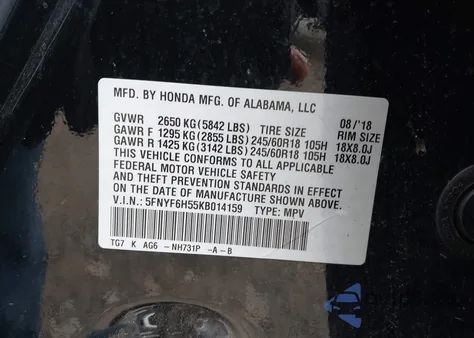 MFD. BY HONDA MFG. OF ALABAMA, LLC
08/'18
GVWR 2650 KG(5842 LBS) TIRE SIZE RIM SIZE
GAWR F 1295 KG(2855 LBS) 245/60R18 105H 18X8.0J
GAWR R 1425 KG(3142 LBS) 245/60R18 105H 18X8.0J
THIS VEHICLE CONFORMS TO ALL APPLICABLE
FEDERAL MOTOR VEHICLE SAFETY
AND THEFT PREVENTION STANDARDS IN EFFECT
ON THE DATE OF MANUFACTURE SHOWN ABOVE.
V.I.N.: 5FNYF6H55KB014159 TYPE: MPV
TG7 K AG6 -NH731P -A-B